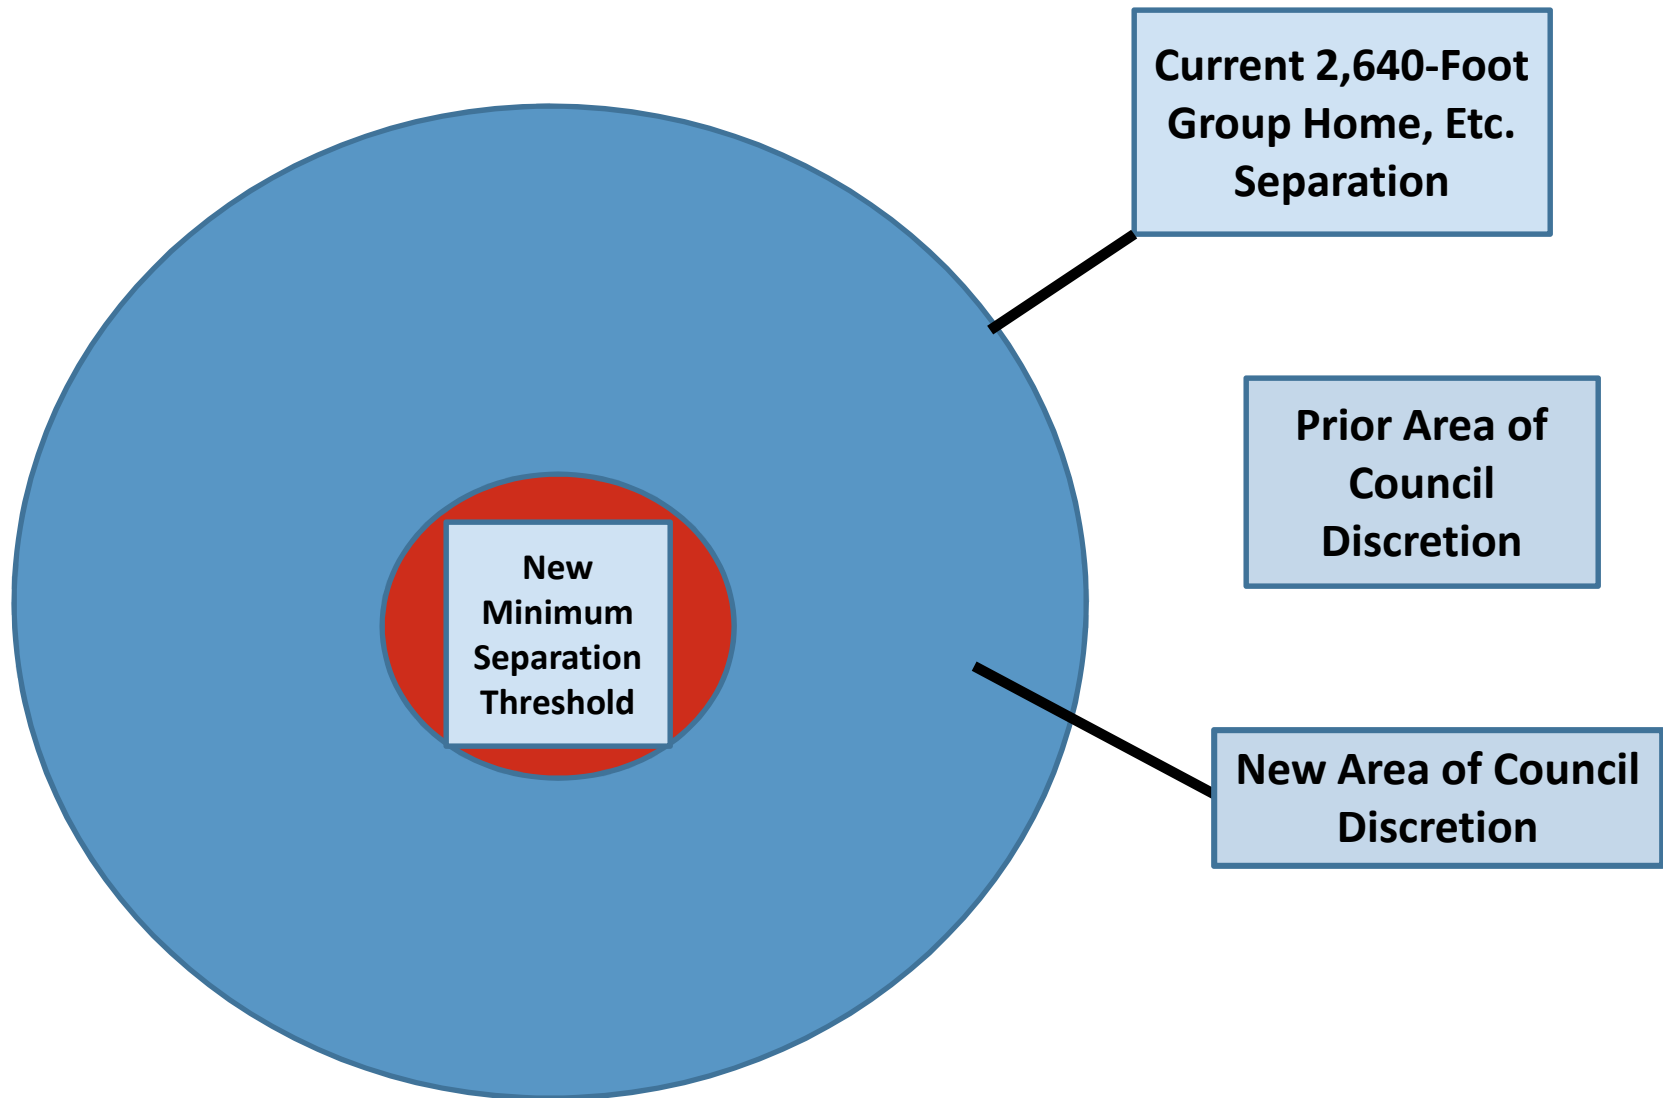 Current 2,640-Foot
Group Home, Etc.
Separation
Prior Area of
Council
Discretion
New
Minimum
Separation
Threshold
New Area of Council
Discretion